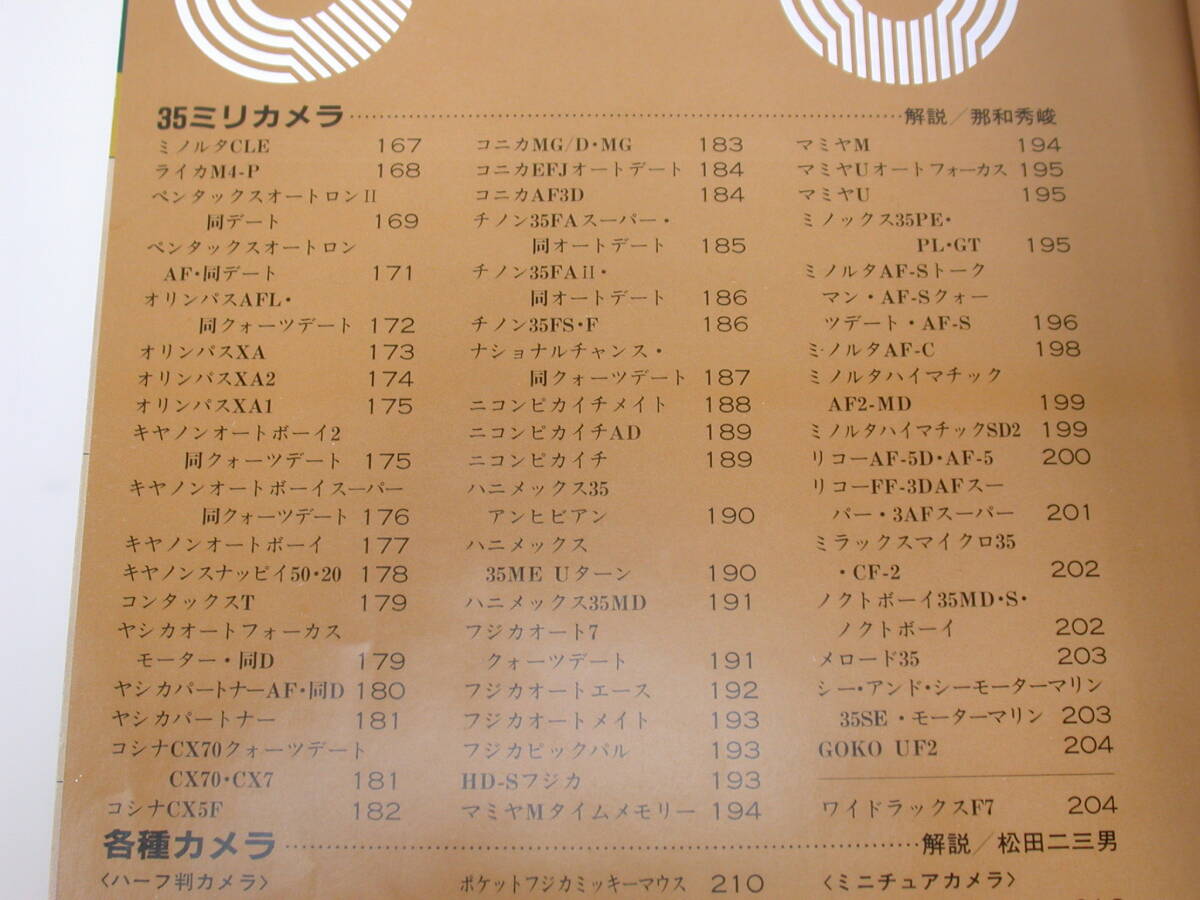 35ミリカメラ……解説／那和秀峻
ミノルタCLE 167
ライカM4-P 168
ペンタックスオートロンII
同デート 169
ペンタックスオートロン
AF・同デート 171
オリンパスAFL・
同クォーツデート 172
オリンパスXA 173
オリンパスXA2 174
オリンパスXA1 175
キヤノンオートボーイ2
同クォーツデート 175
キヤノンオートボーイスーパー
同クォーツデート 176
キヤノンオートボーイ 177
キヤノンスナッピイ50・20 178
コンタックスT 179
ヤシカオートフォーカス
モーター・同D 179
ヤシカパートナーAF・同D 180
ヤシカパートナー 181
コシナCX70クォーツデート
CX70・CX7 181
コシナCX5F 182
コニカMG/D・MG 183
コニカEFJオートデート 184
コニカAF3D 184
チノン35FAスーパー・
同オートデート 185
チノン35FAII・
同オートデート 186
チノン35FS・F 186
ナショナルチャンス・
同クォーツデート 187
ニコンピカイチメイト 188
ニコンピカイチAD 189
ニコンピカイチ 189
ハニメックス35
アンヒビアン 190
ハニメックス
35ME Uターン 190
ハニメックス35MD 191
フジカオート7
クォーツデート 191
フジカオートエース 192
フジカオートメイト 193
フジカピックパル 193
HD-Sフジカ 193
マミヤMタイムメモリー 194
マミヤM 194
マミヤUオートフォーカス 195
マミヤU 195
ミノックス35PE・
PL・GT 195
ミノルタAF-Sトーク
マン・AF-Sクォー
ツデート・AF-S 196
ミノルタAF-C 198
ミノルタハイマチック
AF2-MD 199
ミノルタハイマチックSD2 199
リコーAF-5D・AF-5 200
リコーFF-3DAFスー
パー・3AFスーパー 201
ミラックスマイクロ35
・CF-2 202
ノクトボーイ35MD・S・
ノクトボーイ 202
メロード35 203
シー・アンド・シーモーターマリン
35SE・モーターマリン 203
GOKO UF2 204
ワイドラックスF7 204
各種カメラ……解説／松田二三男
〈ハーフ判カメラ〉
ポケットフジカミッキーマウス 210
〈ミニチュアカメラ〉